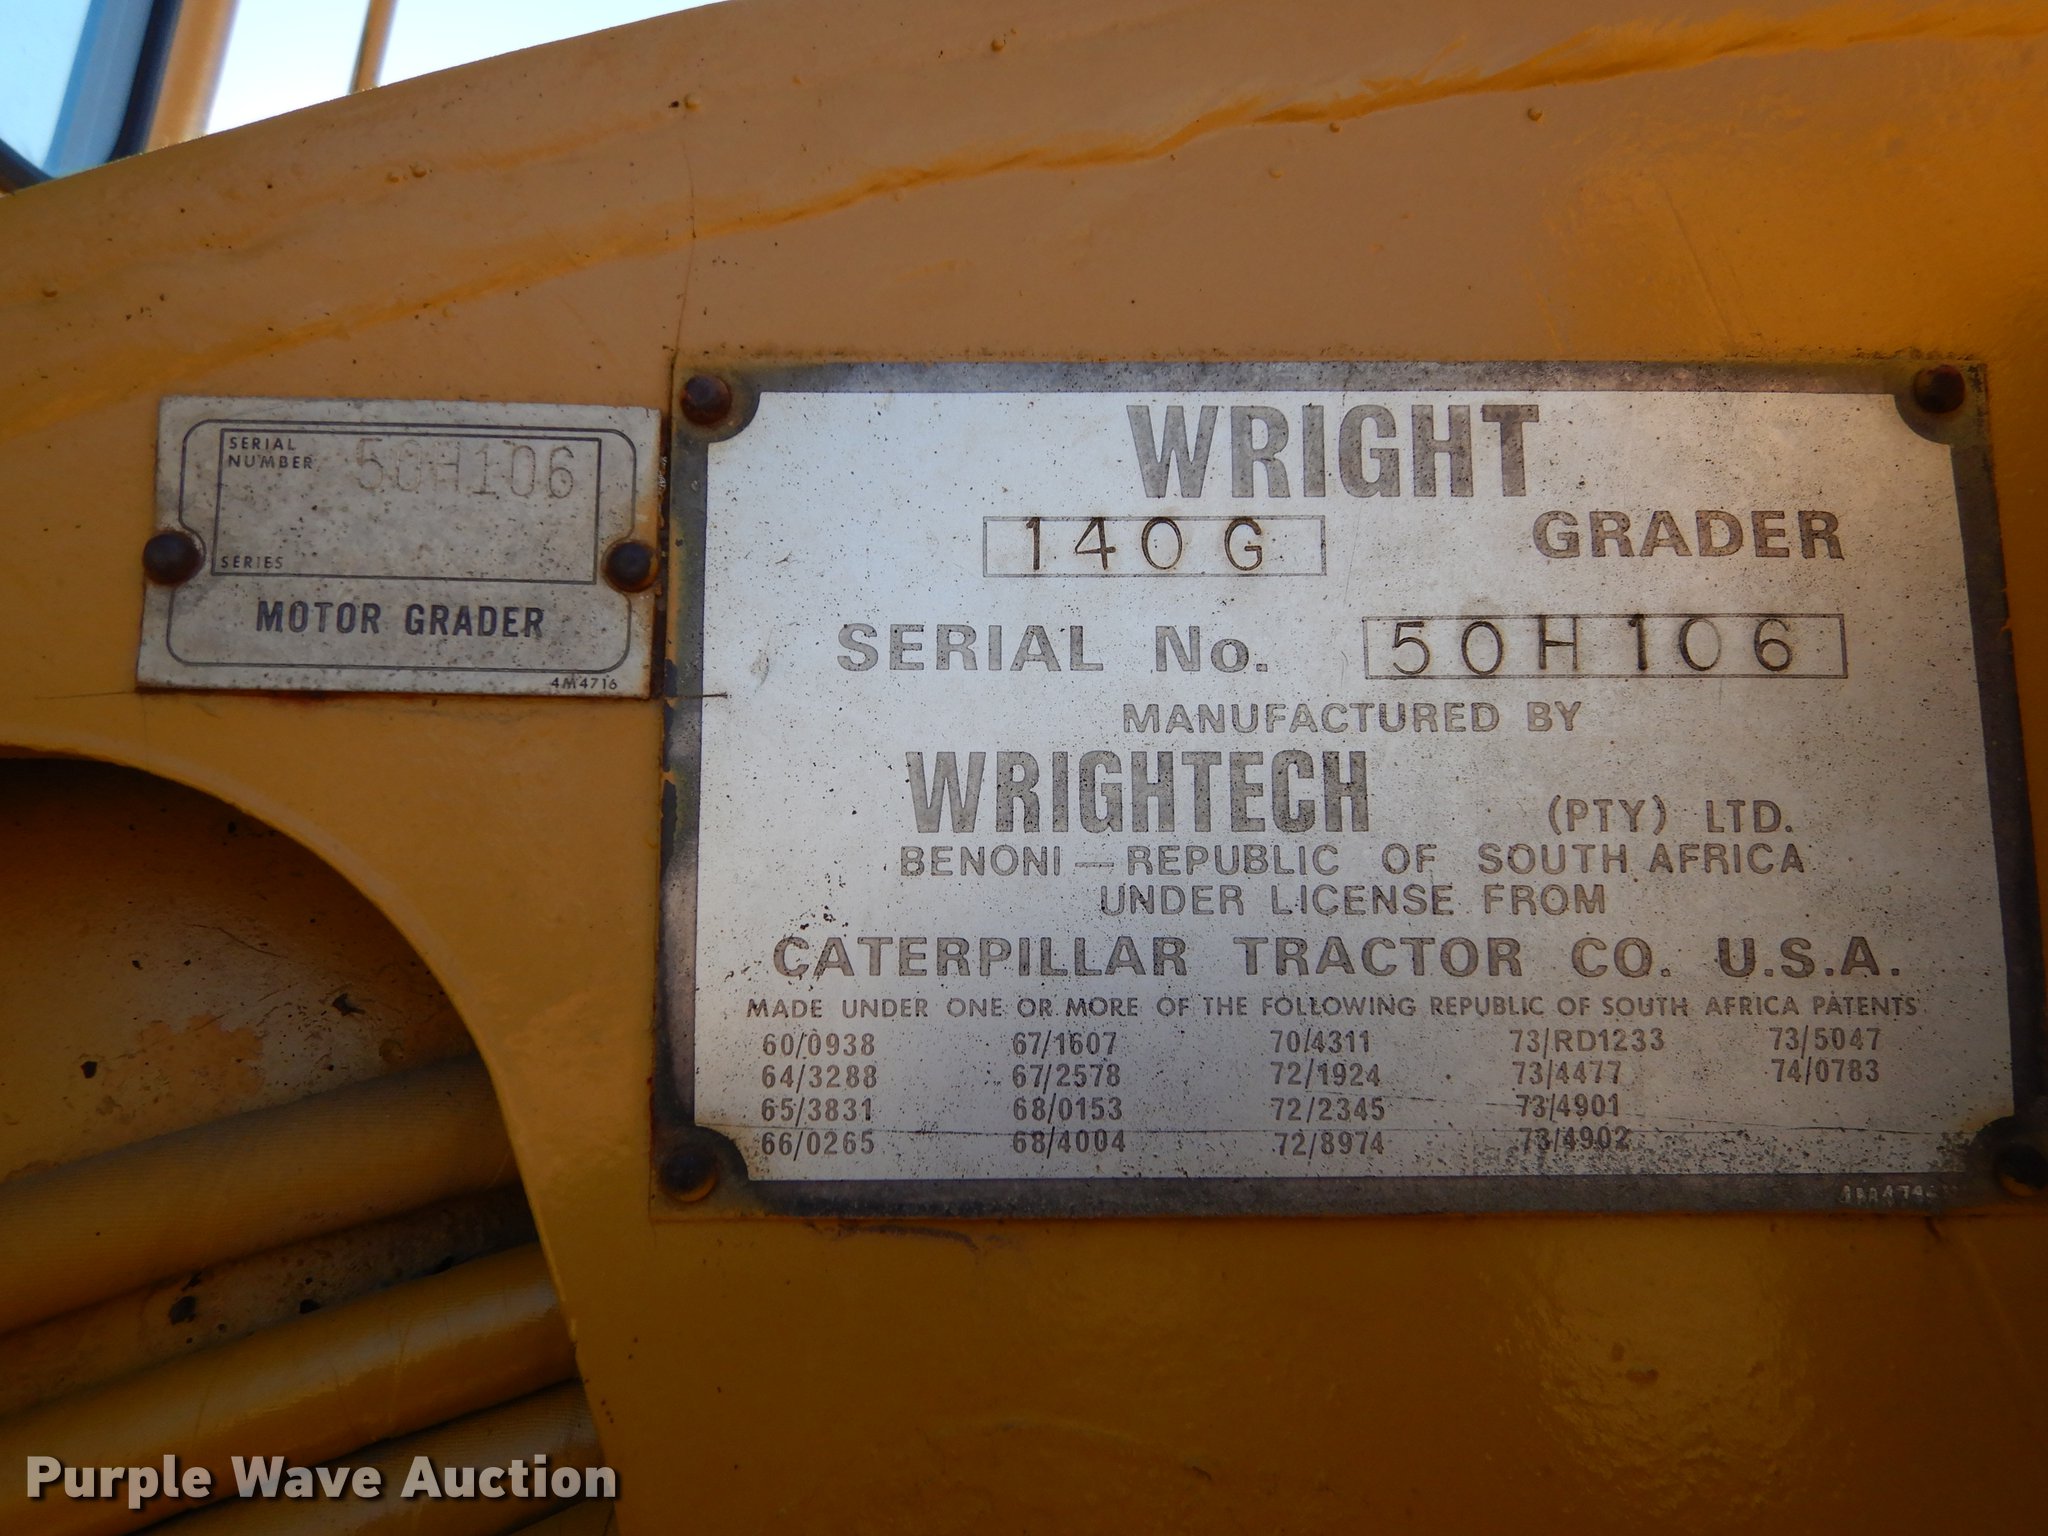 SERIAL
NUMBER 50H106
SERIES
MOTOR GRADER
4M4716
WRIGHT
140G GRADER
SERIAL No. 50H106
MANUFACTURED BY
WRIGHTECH (PTY) LTD.
BENONI — REPUBLIC OF SOUTH AFRICA
UNDER LICENSE FROM
CATERPILLAR TRACTOR CO. U.S.A.
MADE UNDER ONE OR MORE OF THE FOLLOWING REPUBLIC OF SOUTH AFRICA PATENTS
60/0938 67/1607 70/4311 73/RD1233 73/5047
64/3288 67/2578 72/1924 73/4477 74/0783
65/3831 68/0153 72/2345 73/4901
66/0265 68/4004 72/8974 73/4902
Purple Wave Auction